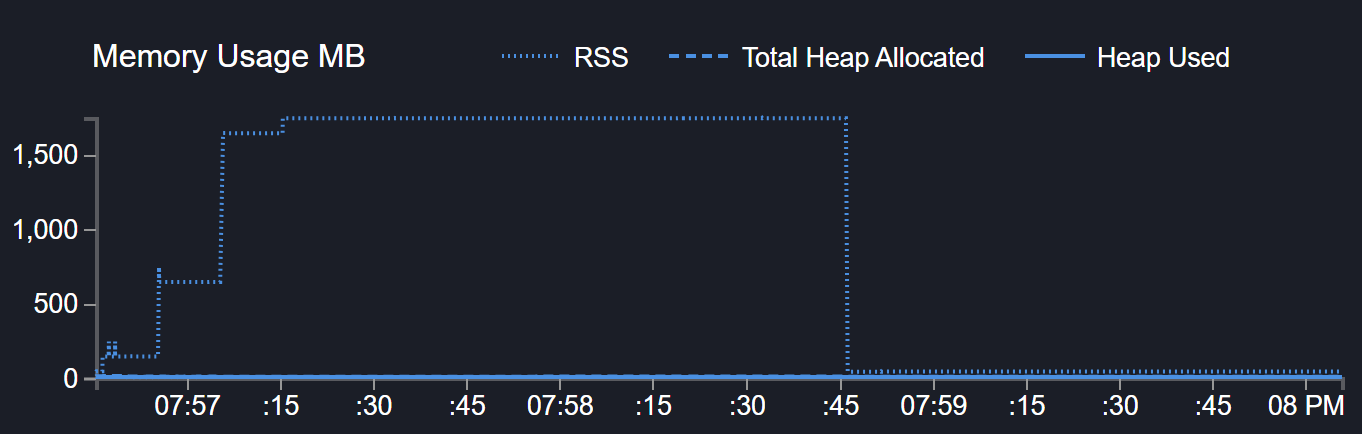 Memory Usage MB RSS Total Heap Allocated Heap Used
1,500
1,000
500
0
07:57 :15 :30 :45 07:58 :15 :30 :45 07:59 :15 :30 :45 08 PM